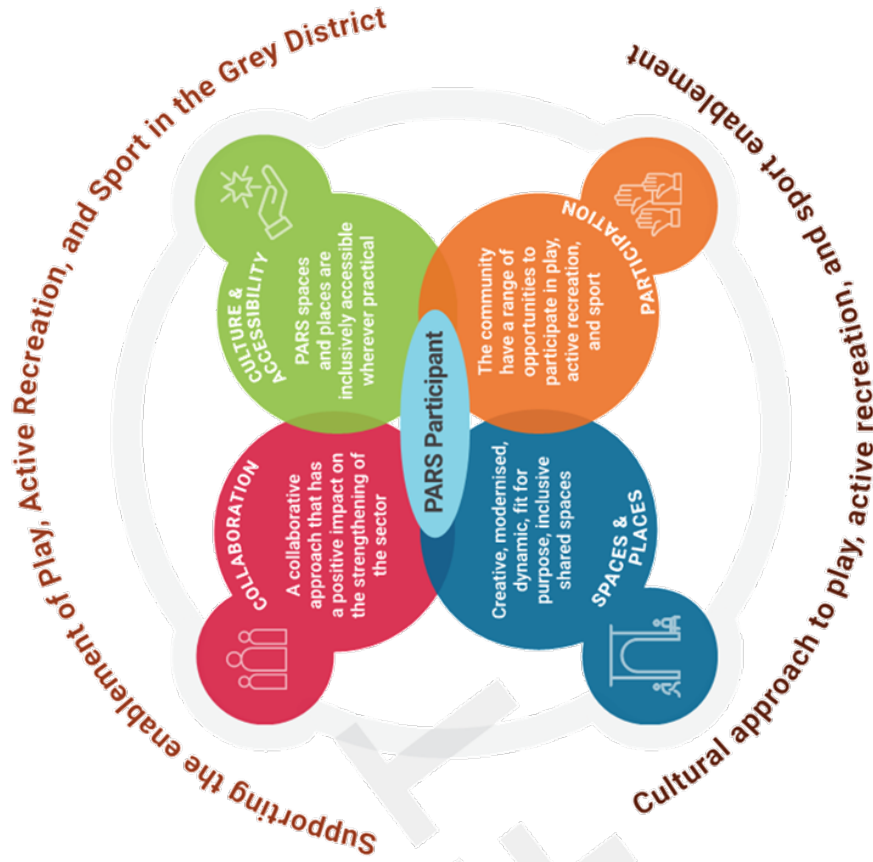 Supporting the enablement of Play, Active Recreation, and Sport in the Grey District
COLLABORATION
A collaborative
approach that has
a positive impact on
the strengthening of
the sector
CULTURE &
ACCESSIBILITY
PARS spaces
and places are
inclusively accessible
wherever practical
PARS Participant
Creative, modernised,
dynamic, fit for
purpose, inclusive
shared spaces
SPACES &
PLACES
The community
have a range of
opportunities to
participate in play,
active recreation,
and sport
PARTICIPATION
Cultural approach to play, active recreation, and sport enablement